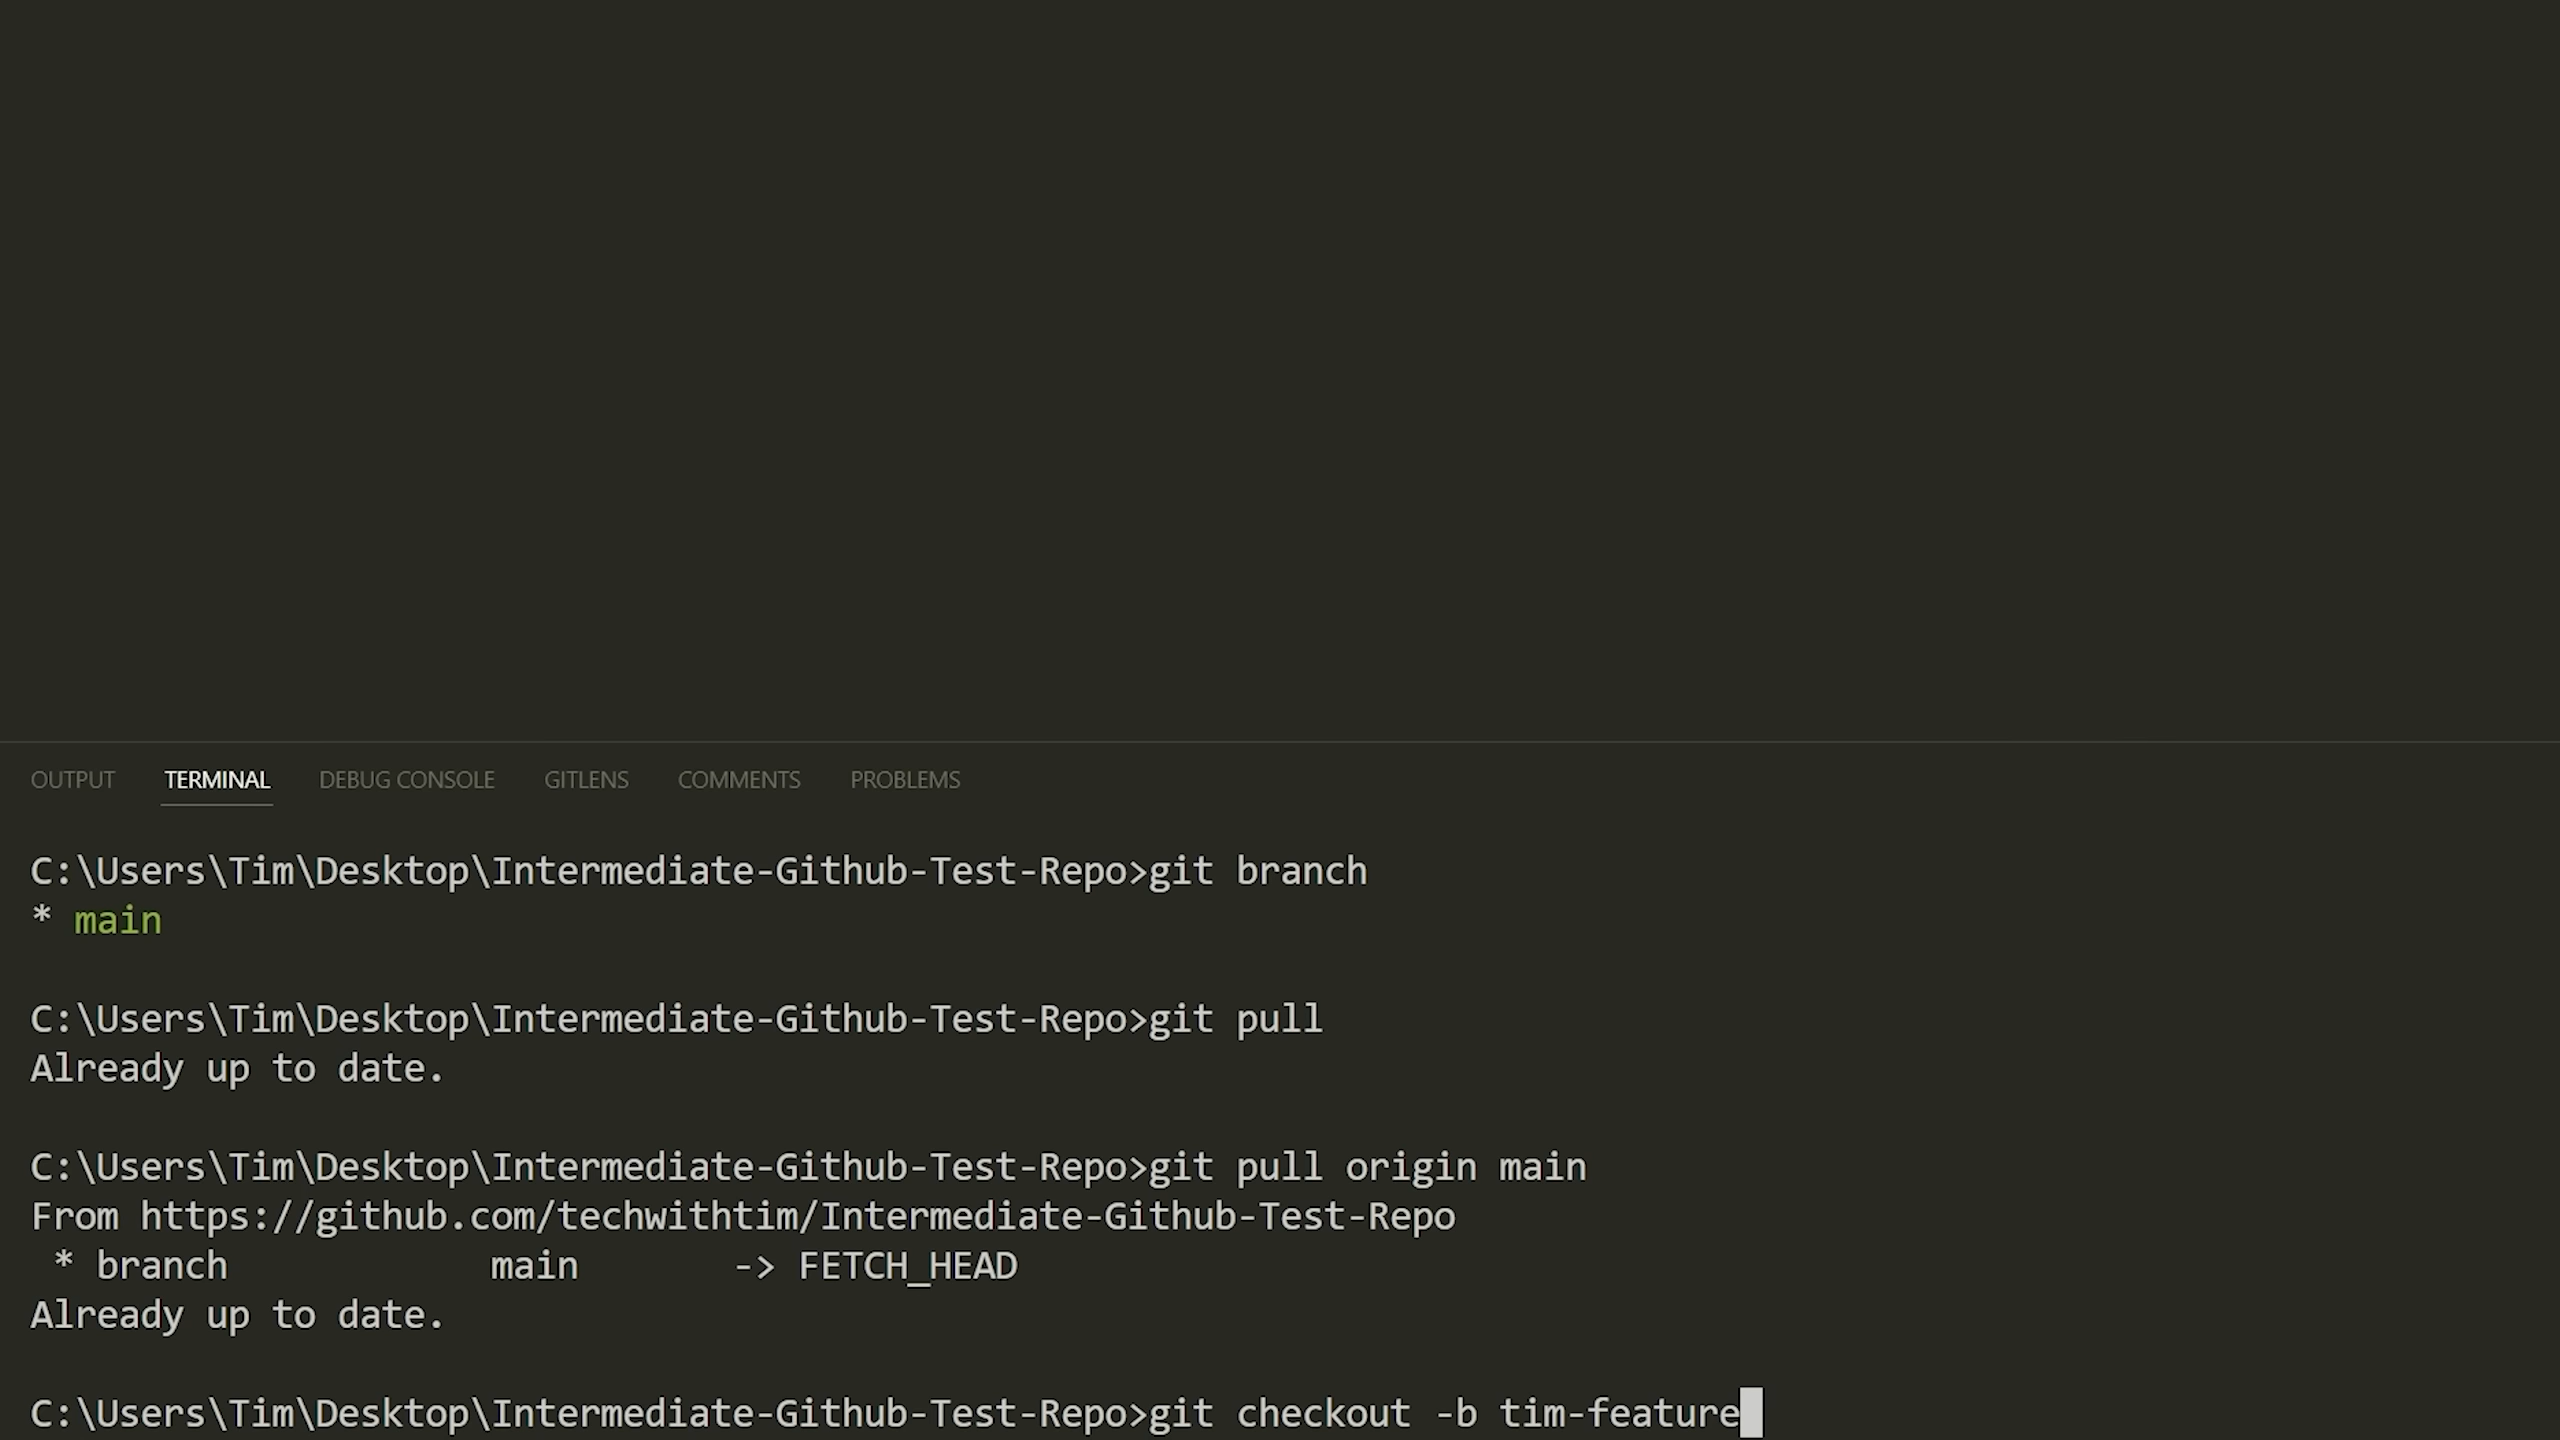 OUTPUT TERMINAL DEBUG CONSOLE GITLENS COMMENTS PROBLEMS
C:\Users\Tim\Desktop\Intermediate-Github-Test-Repo>git branch
* main
C:\Users\Tim\Desktop\Intermediate-Github-Test-Repo>git pull
Already up to date.
C:\Users\Tim\Desktop\Intermediate-Github-Test-Repo>git pull origin main
From https://github.com/techwithtim/Intermediate-Github-Test-Repo
 * branch            main       -> FETCH_HEAD
Already up to date.
C:\Users\Tim\Desktop\Intermediate-Github-Test-Repo>git checkout -b tim-feature